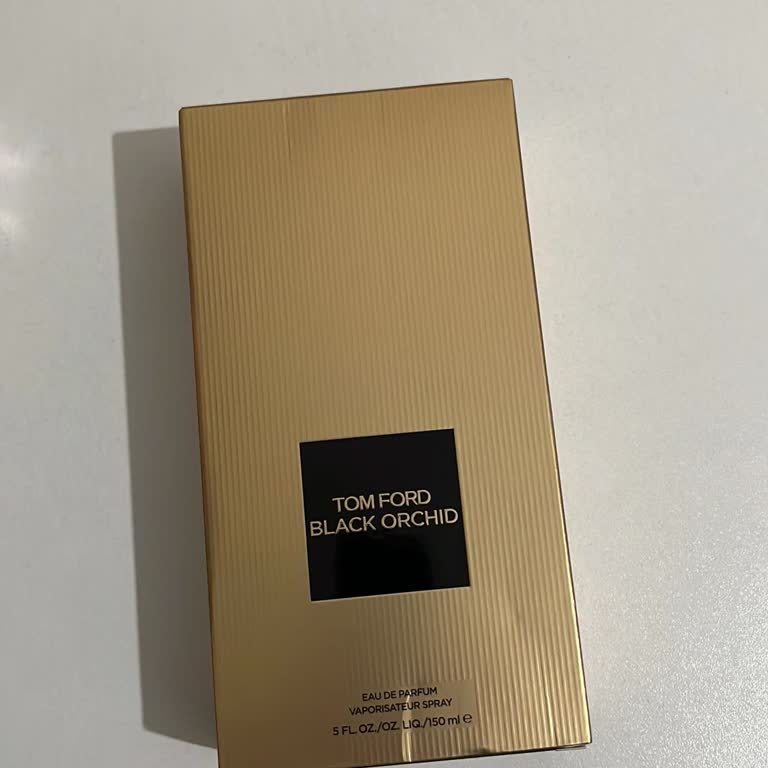 TOM FORD
BLACK ORCHID
EAU DE PARFUM
VAPORISATEUR SPRAY
5 FL.OZ./OZ. LIQ./150 ml ℮